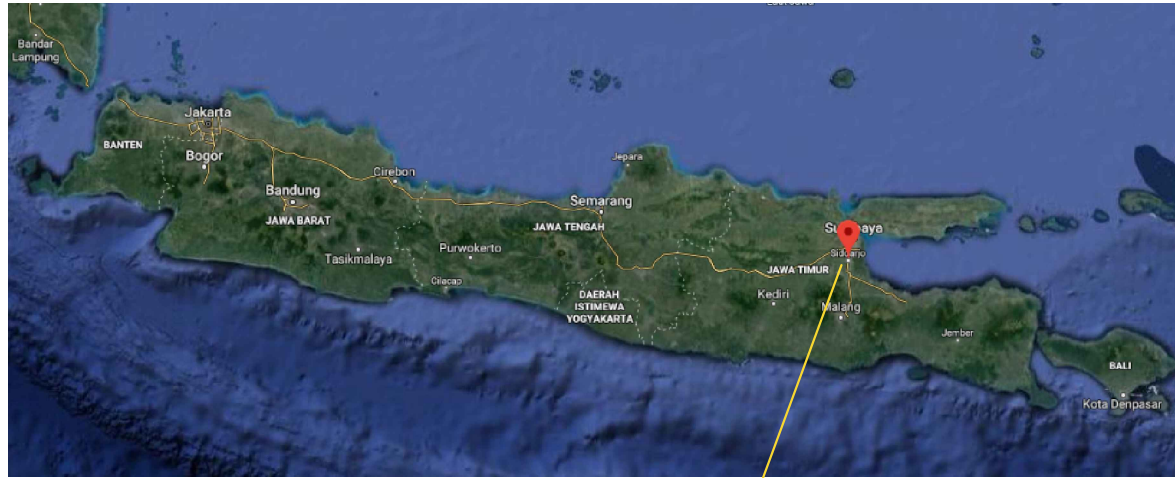 Bandar
Lampung
Jakarta
BANTEN
Bogor
Cirebon
Bandung
JAWA BARAT
Tasikmalaya
Purwokerto
Cilacap
Jepara
Semarang
JAWA TENGAH
DAERAH
ISTIMEWA
YOGYAKARTA
JAWA TIMUR
Kediri
Malang
Jember
BALI
Kota Denpasar